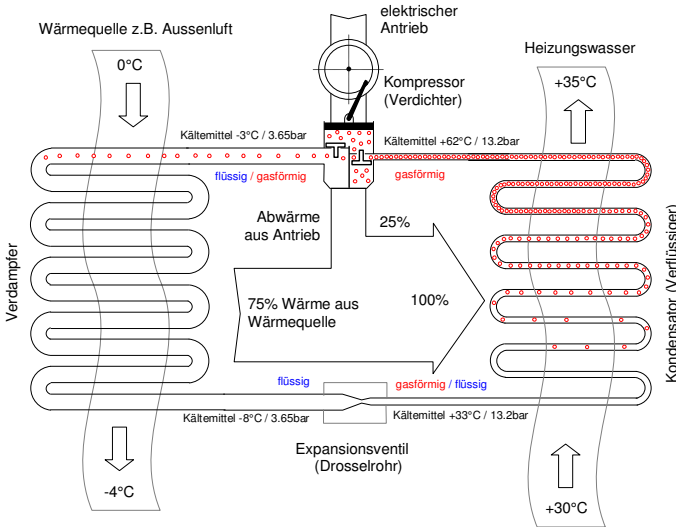 elektrischer
Antrieb
Wärmequelle z.B. Aussenluft
Heizungswasser
0°C
+35°C
Kompressor
(Verdichter)
Kältemittel -3°C / 3.65bar
Kältemittel +62°C / 13.2bar
flüssig / gasförmig
gasförmig
Abwärme
aus Antrieb
25%
Verdampfer
Kondensator (Verflüssiger)
75% Wärme aus
Wärmequelle
100%
flüssig
gasförmig / flüssig
Kältemittel -8°C / 3.65bar
Kältemittel +33°C / 13.2bar
Expansionsventil
(Drosselrohr)
-4°C
+30°C